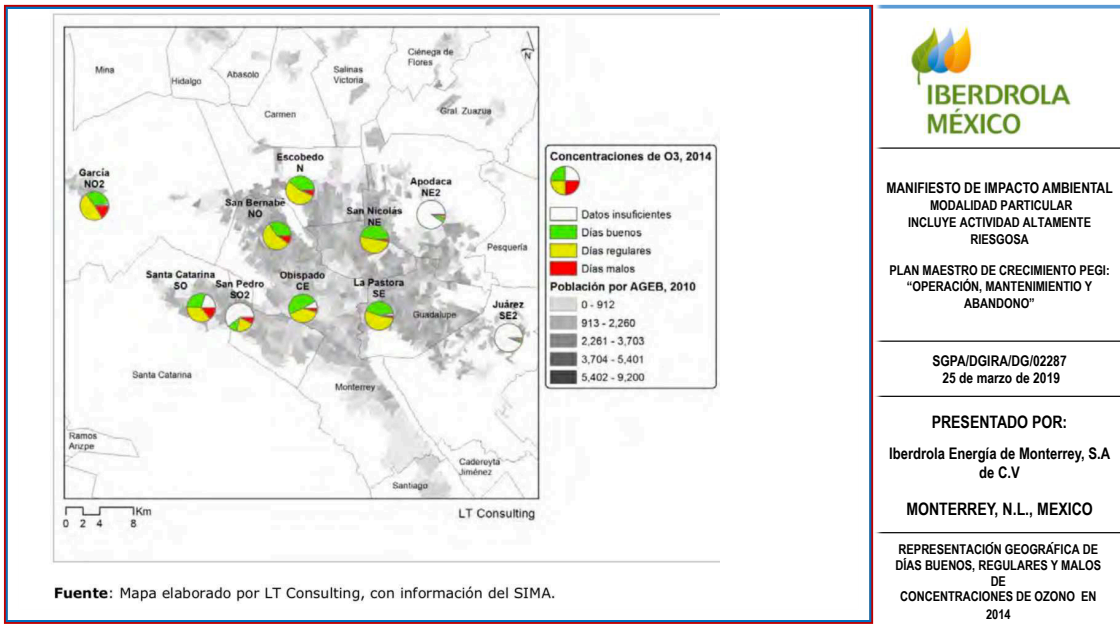 Mina
Hidalgo
Abasolo
Salinas
Victoria
Ciénega de
Flores
N
Carmen
Gral. Zuazua
García
NO2
Escobedo
N
Apodaca
NE2
San Bernabé
NO
San Nicolás
NE
Pesquería
Santa Catarina
SO
San Pedro
SO2
Obispado
CE
La Pastora
SE
Guadalupe
Juárez
SE2
Santa Catarina
Monterrey
Ramos
Arizpe
Cadereyta
Jiménez
Santiago
Km
0 2 4 8
LT Consulting
Concentraciones de O3, 2014
Datos insuficientes
Días buenos
Días regulares
Días malos
Población por AGEB, 2010
0 - 912
913 - 2,260
2,261 - 3,703
3,704 - 5,401
5,402 - 9,200
Fuente: Mapa elaborado por LT Consulting, con información del SIMA.
IBERDROLA
MÉXICO
MANIFIESTO DE IMPACTO AMBIENTAL
MODALIDAD PARTICULAR
INCLUYE ACTIVIDAD ALTAMENTE
RIESGOSA
PLAN MAESTRO DE CRECIMIENTO PEGI:
“OPERACIÓN, MANTENIMIENTIO Y
ABANDONO”
SGPA/DGIRA/DG/02287
25 de marzo de 2019
PRESENTADO POR:
Iberdrola Energía de Monterrey, S.A
de C.V
MONTERREY, N.L., MEXICO
REPRESENTACIÓN GEOGRÁFICA DE
DÍAS BUENOS, REGULARES Y MALOS
DE
CONCENTRACIONES DE OZONO EN
2014